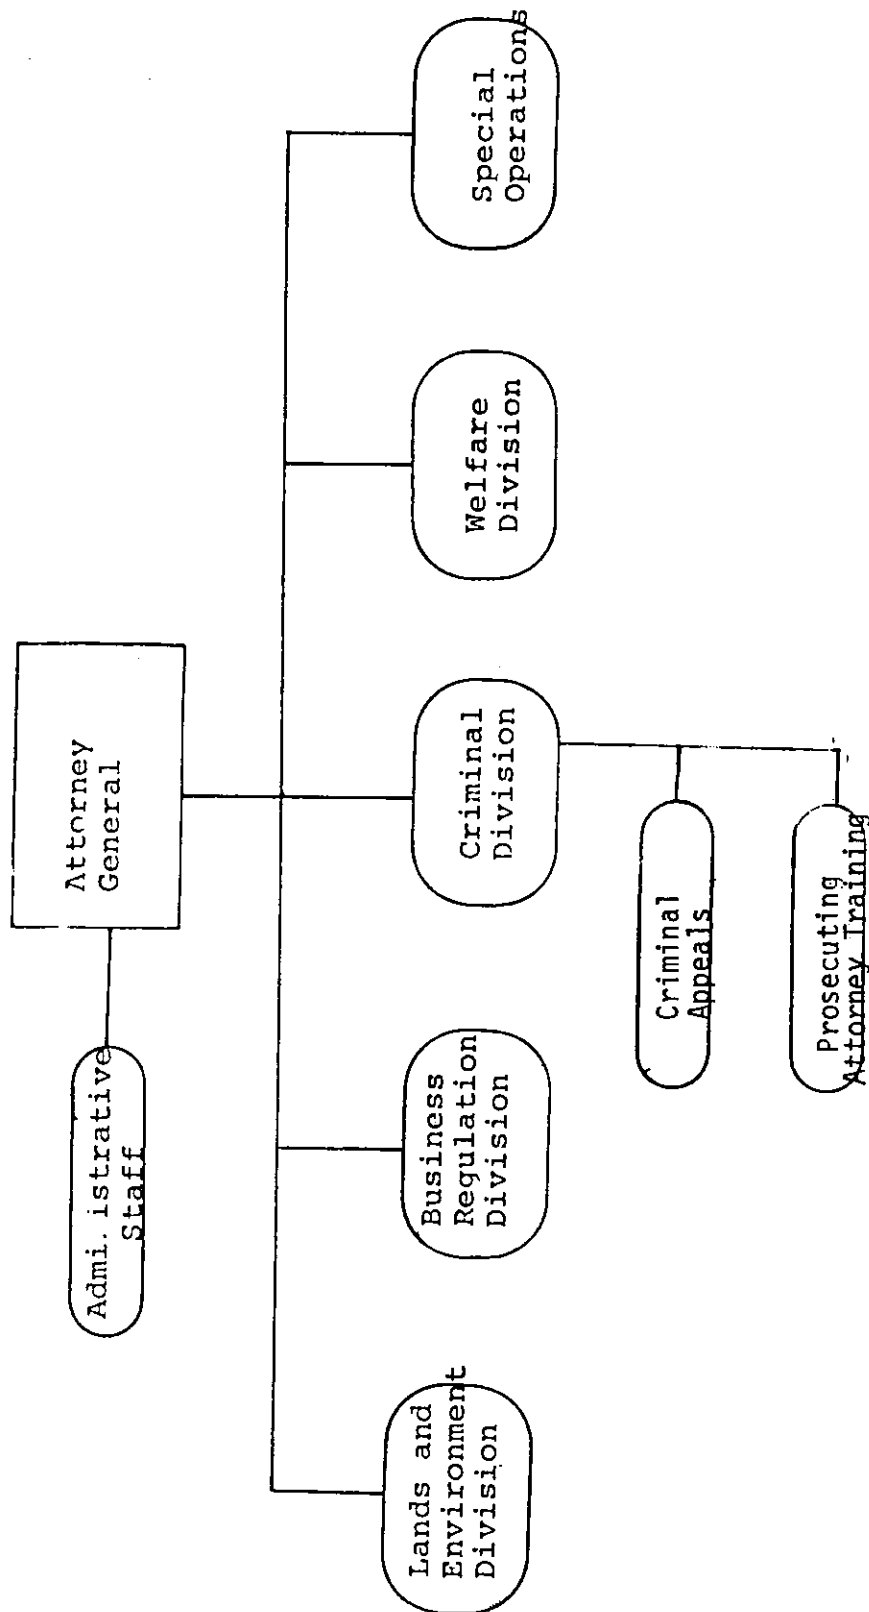 Attorney
General
Admi. istrative
Staff
Lands and
Environment
Division
Business
Regulation
Division
Criminal
Division
Welfare
Division
Special
Operations
Criminal
Appeals
Prosecuting
Attorney Training